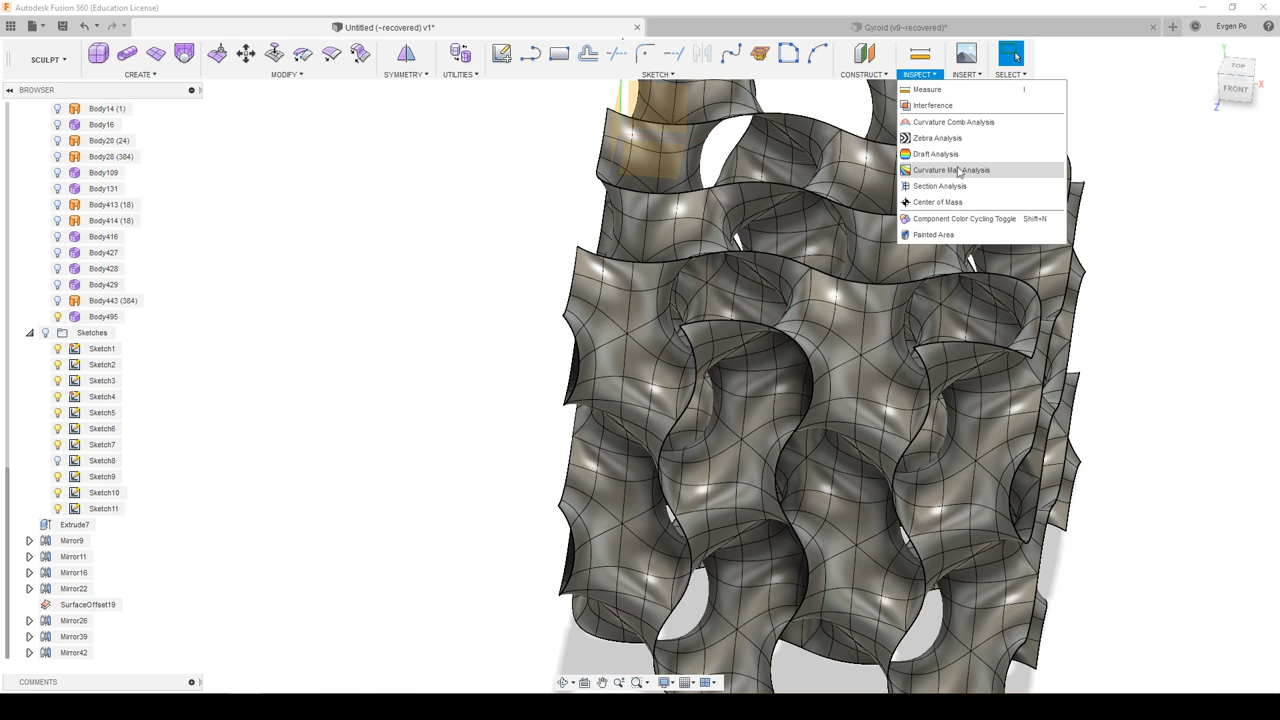 Autodesk Fusion 360 (Education License)
Untitled (~recovered) v1*
Gyroid (v9~recovered)*
Evgen Po
SCULPT
CREATE
MODIFY
SYMMETRY
UTILITIES
SKETCH
CONSTRUCT
INSPECT
INSERT
SELECT
TOP
FRONT
Y
X
Z
BROWSER
Body14 (1)
Body16
Body20 (24)
Body28 (384)
Body109
Body131
Body413 (18)
Body414 (18)
Body416
Body427
Body428
Body429
Body443 (384)
Body495
Sketches
Sketch1
Sketch2
Sketch3
Sketch4
Sketch5
Sketch6
Sketch7
Sketch8
Sketch9
Sketch10
Sketch11
Extrude7
Mirror9
Mirror11
Mirror16
Mirror22
SurfaceOffset19
Mirror26
Mirror39
Mirror42
COMMENTS
Measure I
Interference
Curvature Comb Analysis
Zebra Analysis
Draft Analysis
Curvature Map Analysis
Section Analysis
Center of Mass
Component Color Cycling Toggle Shift+N
Painted Area